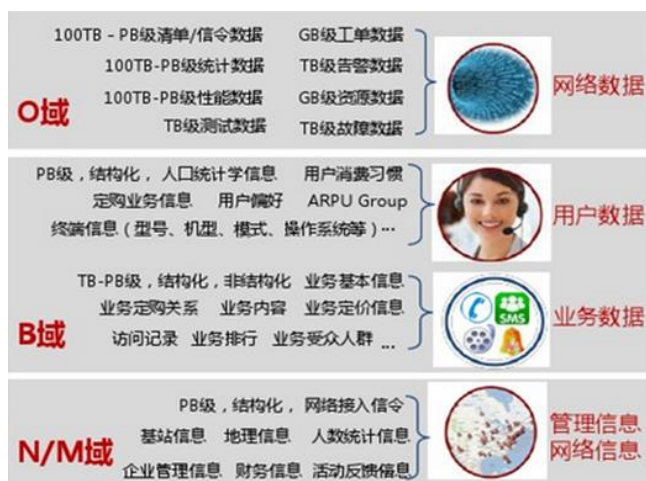 100TB – PB级清单/信令数据 GB级工单数据
100TB-PB级统计数据 TB级告警数据
100TB-PB级性能数据 GB级资源数据
TB级测试数据 TB级故障数据
O域
网络数据
PB级，结构化，人口统计学信息 用户消费习惯
定购业务信息 用户偏好 ARPU Group
终端信息（型号、机型、模式、操作系统等）...
用户数据
TB-PB级，结构化，非结构化 业务基本信息
业务定购关系 业务内容 业务定价信息
访问记录 业务排行 业务受众人群 ...
B域
SMS
业务数据
PB级，结构化，网络接入信令
基站信息 地理信息 人数统计信息
企业管理信息 财务信息 活动反馈信息
N/M域
管理信息
网络信息